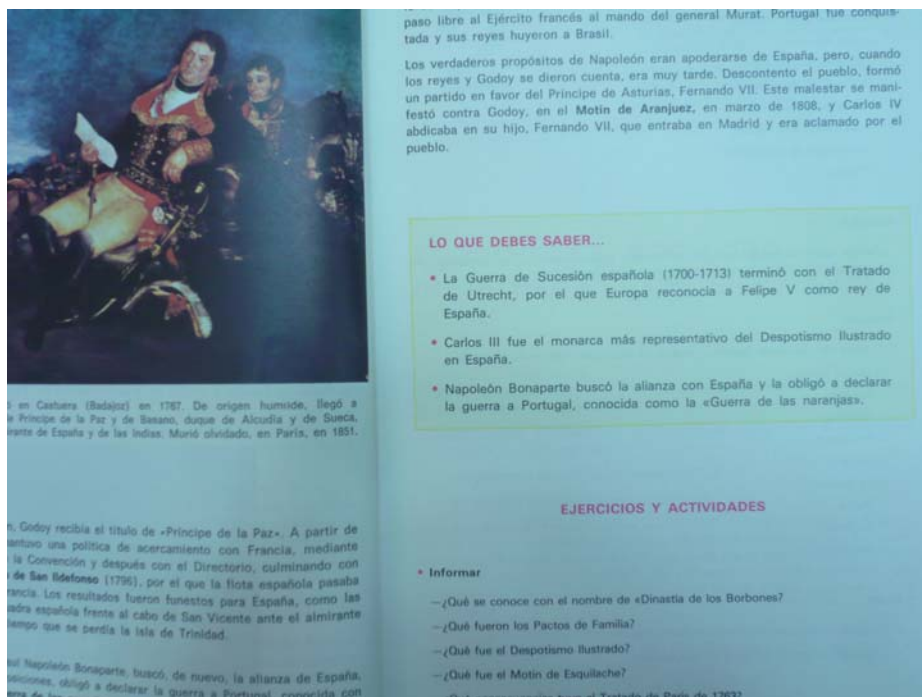 o en Castuera (Badajoz) en 1767. De origen humilde, llegó a
e Príncipe de la Paz y de Basano, duque de Alcudia y de Sueca,
irante de España y de las Indias. Murió olvidado, en París, en 1851.
n, Godoy recibía el título de «Príncipe de la Paz». A partir de
antuvo una política de acercamiento con Francia, mediante
la Convención y después con el Directorio, culminando con
de San Ildefonso (1796), por el que la flota española pasaba
rancia. Los resultados fueron funestos para España, como las
uadra española frente al cabo de San Vicente ante el almirante
tiempo que se perdía la isla de Trinidad.
sul Napoleón Bonaparte, buscó, de nuevo, la alianza de España,
posiciones, obligó a declarar la guerra a Portugal, conocida con
paso libre al Ejército francés al mando del general Murat. Portugal fue conquis-
tada y sus reyes huyeron a Brasil.
Los verdaderos propósitos de Napoleón eran apoderarse de España, pero, cuando
los reyes y Godoy se dieron cuenta, era muy tarde. Descontento el pueblo, formó
un partido en favor del Príncipe de Asturias, Fernando VII. Este malestar se mani-
festó contra Godoy, en el Motín de Aranjuez, en marzo de 1808, y Carlos IV
abdicaba en su hijo, Fernando VII, que entraba en Madrid y era aclamado por el
pueblo.
LO QUE DEBES SABER...
• La Guerra de Sucesión española (1700-1713) terminó con el Tratado
de Utrecht, por el que Europa reconocía a Felipe V como rey de
España.
• Carlos III fue el monarca más representativo del Despotismo Ilustrado
en España.
• Napoleón Bonaparte buscó la alianza con España y la obligó a declarar
la guerra a Portugal, conocida como la «Guerra de las naranjas».
EJERCICIOS Y ACTIVIDADES
• Informar
—¿Qué se conoce con el nombre de «Dinastía de los Borbones?
—¿Qué fueron los Pactos de Familia?
—¿Qué fue el Despotismo Ilustrado?
—¿Qué fue el Motín de Esquilache?
—¿Qué consecuencias tuvo el Tratado de París de 1763?